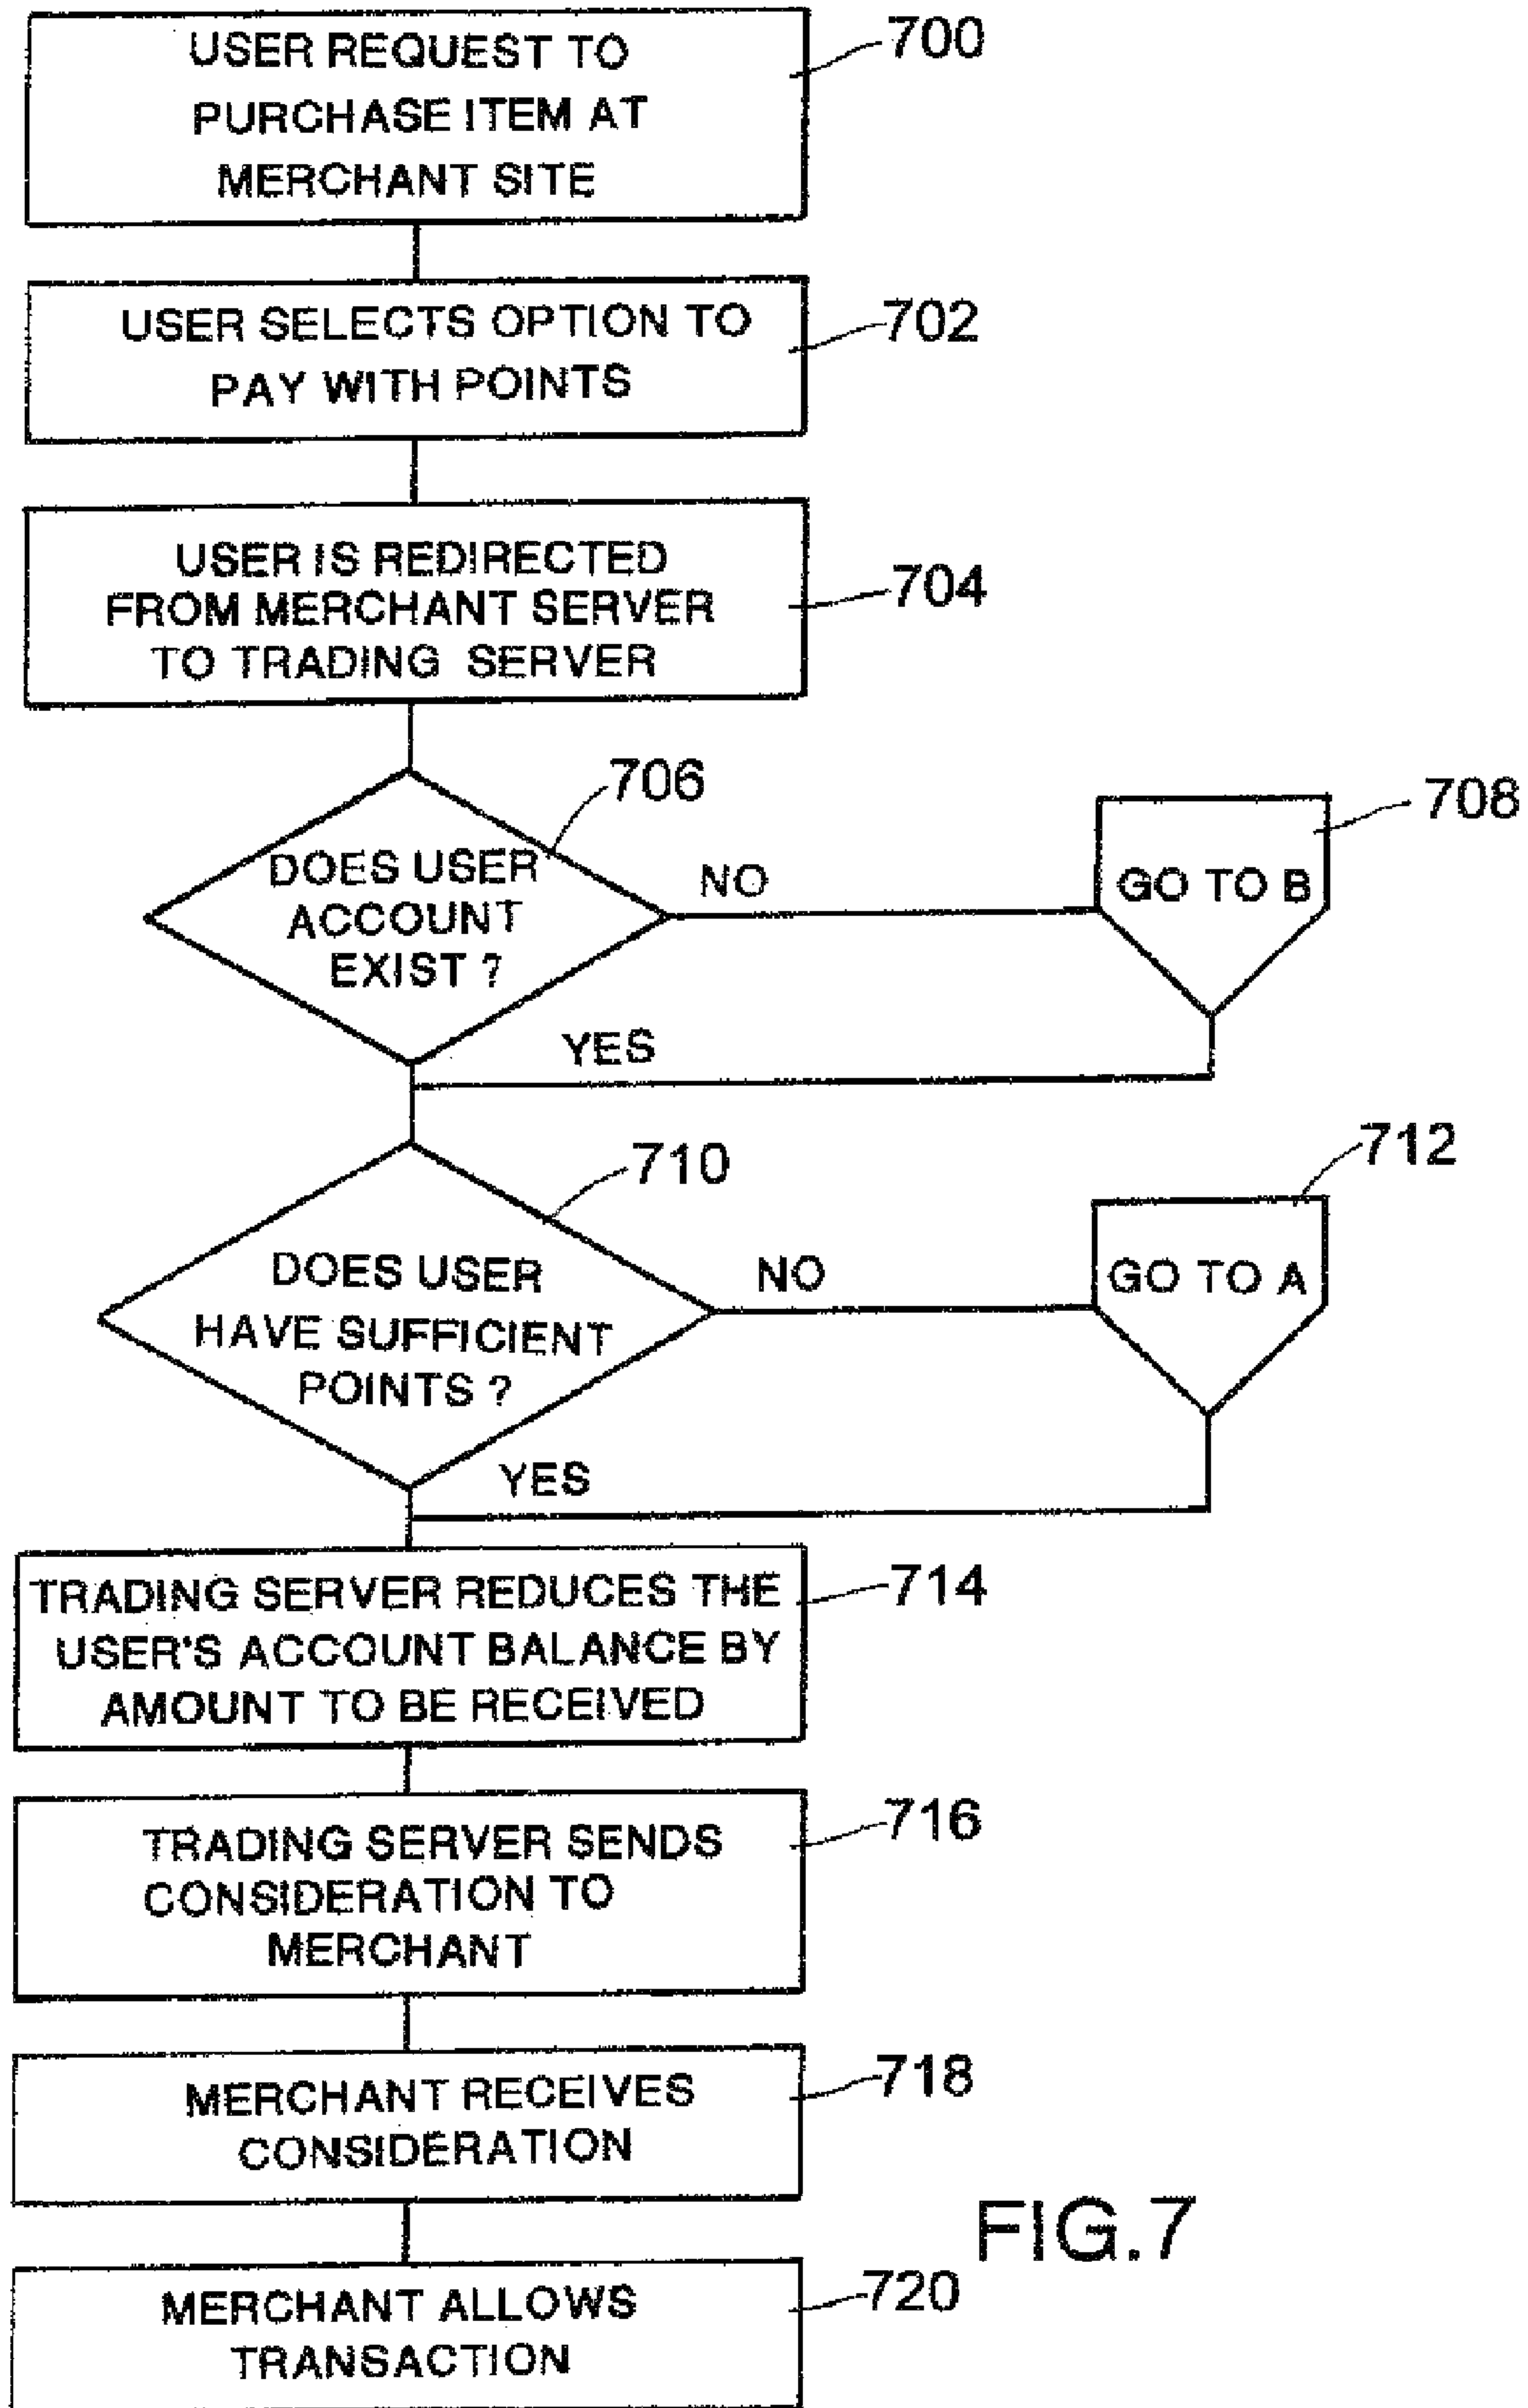 USER REQUEST TO
PURCHASE ITEM AT
MERCHANT SITE
700
USER SELECTS OPTION TO
PAY WITH POINTS
702
USER IS REDIRECTED
FROM MERCHANT SERVER
TO TRADING SERVER
704
706
DOES USER
ACCOUNT
EXIST ?
NO
708
GO TO B
YES
710
DOES USER
HAVE SUFFICIENT
POINTS ?
NO
712
GO TO A
YES
TRADING SERVER REDUCES THE
USER'S ACCOUNT BALANCE BY
AMOUNT TO BE RECEIVED
714
TRADING SERVER SENDS
CONSIDERATION TO
MERCHANT
716
MERCHANT RECEIVES
CONSIDERATION
718
FIG.7
MERCHANT ALLOWS
TRANSACTION
720